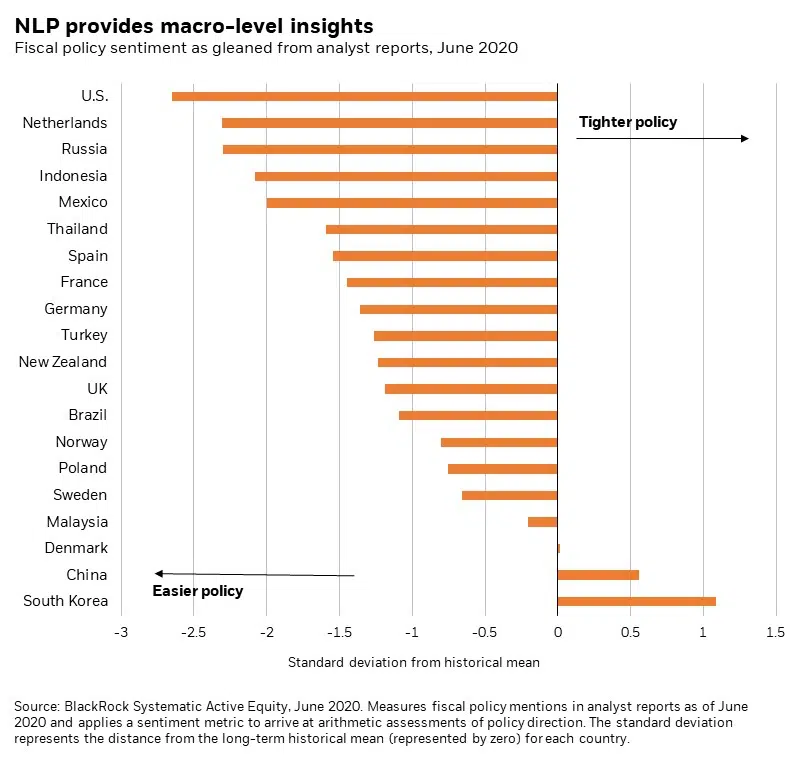 NLP provides macro-level insights
Fiscal policy sentiment as gleaned from analyst reports, June 2020
U.S.
Netherlands
Tighter policy
Russia
Indonesia
Mexico
Thailand
Spain
France
Germany
Turkey
New Zealand
UK
Brazil
Norway
Poland
Sweden
Malaysia
Denmark
China
Easier policy
South Korea
-3 -2.5 -2 -1.5 -1 -0.5 0 0.5 1 1.5
Standard deviation from historical mean
Source: BlackRock Systematic Active Equity, June 2020. Measures fiscal policy mentions in analyst reports as of June
2020 and applies a sentiment metric to arrive at arithmetic assessments of policy direction. The standard deviation
represents the distance from the long-term historical mean (represented by zero) for each country.